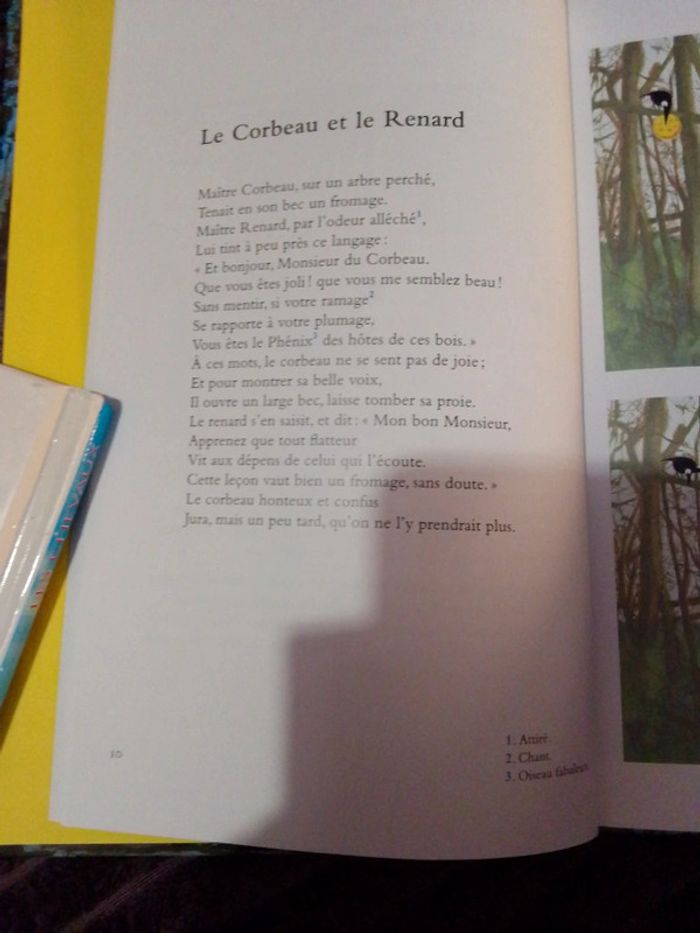 Le Corbeau et le Renard
Maître Corbeau, sur un arbre perché,
Tenait en son bec un fromage.
Maître Renard, par l'odeur alléché¹,
Lui tint à peu près ce langage :
« Et bonjour, Monsieur du Corbeau.
Que vous êtes joli ! que vous me semblez beau !
Sans mentir, si votre ramage²
Se rapporte à votre plumage,
Vous êtes le Phénix³ des hôtes de ces bois. »
À ces mots, le corbeau ne se sent pas de joie ;
Et pour montrer sa belle voix,
Il ouvre un large bec, laisse tomber sa proie.
Le renard s'en saisit, et dit : « Mon bon Monsieur,
Apprenez que tout flatteur
Vit aux dépens de celui qui l'écoute.
Cette leçon vaut bien un fromage, sans doute. »
Le corbeau honteux et confus
Jura, mais un peu tard, qu'on ne l'y prendrait plus.
10
1. Attiré.
2. Chant.
3. Oiseau fabuleux.